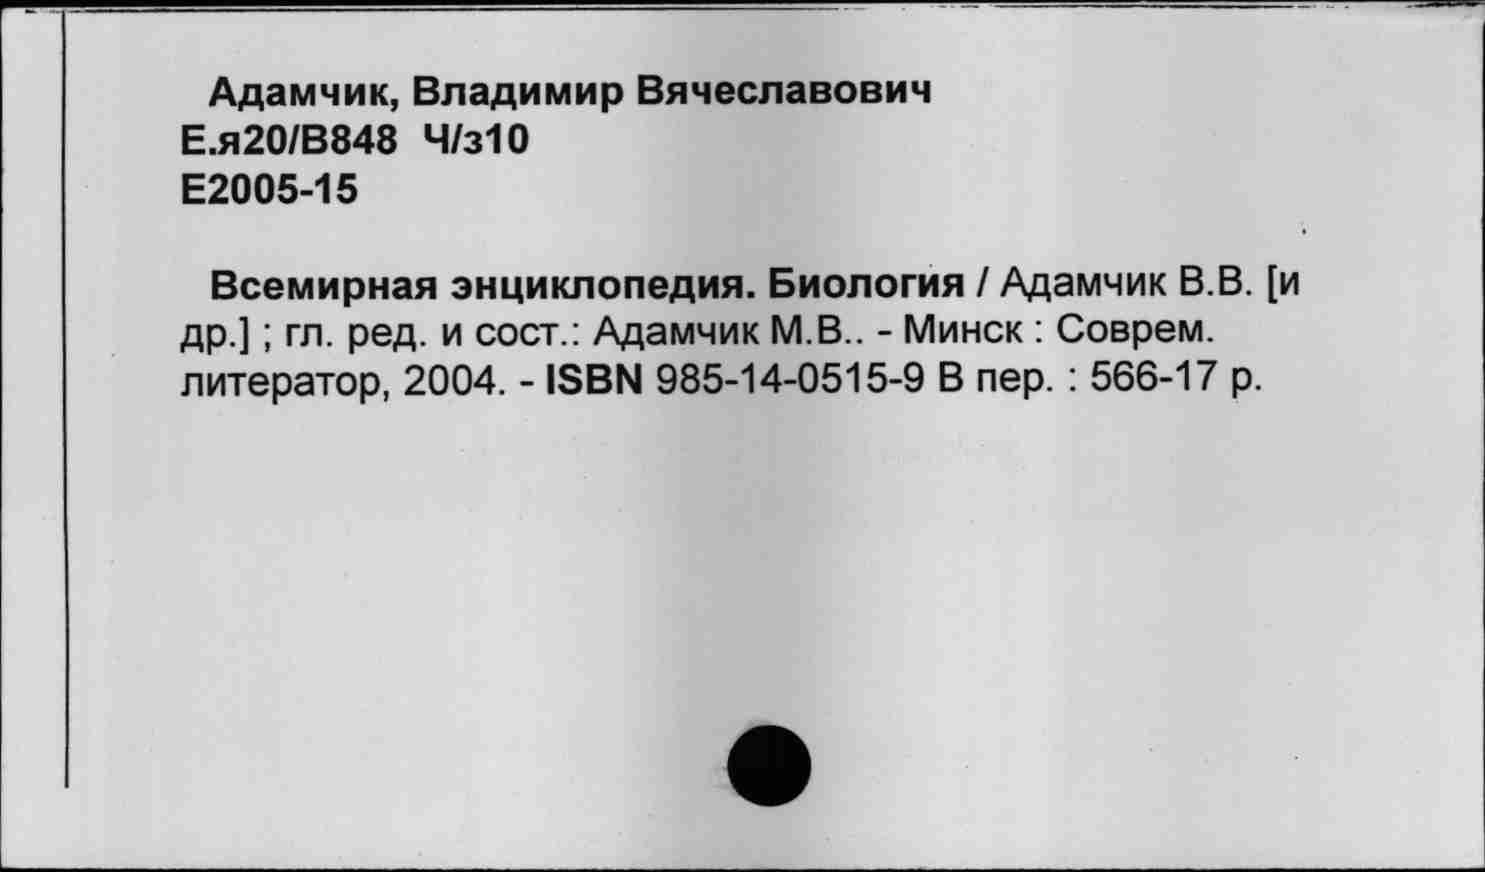 Адамчик, Владимир Вячеславович
Е.я20/В848 Ч/з10
Е2005-15
Всемирная энциклопедия. Биология / Адамчик В.В. [и
др.] ; гл. ред. и сост.: Адамчик М.В.. - Минск : Соврем.
литератор, 2004. - ISBN 985-14-0515-9 В пер. : 566-17 р.